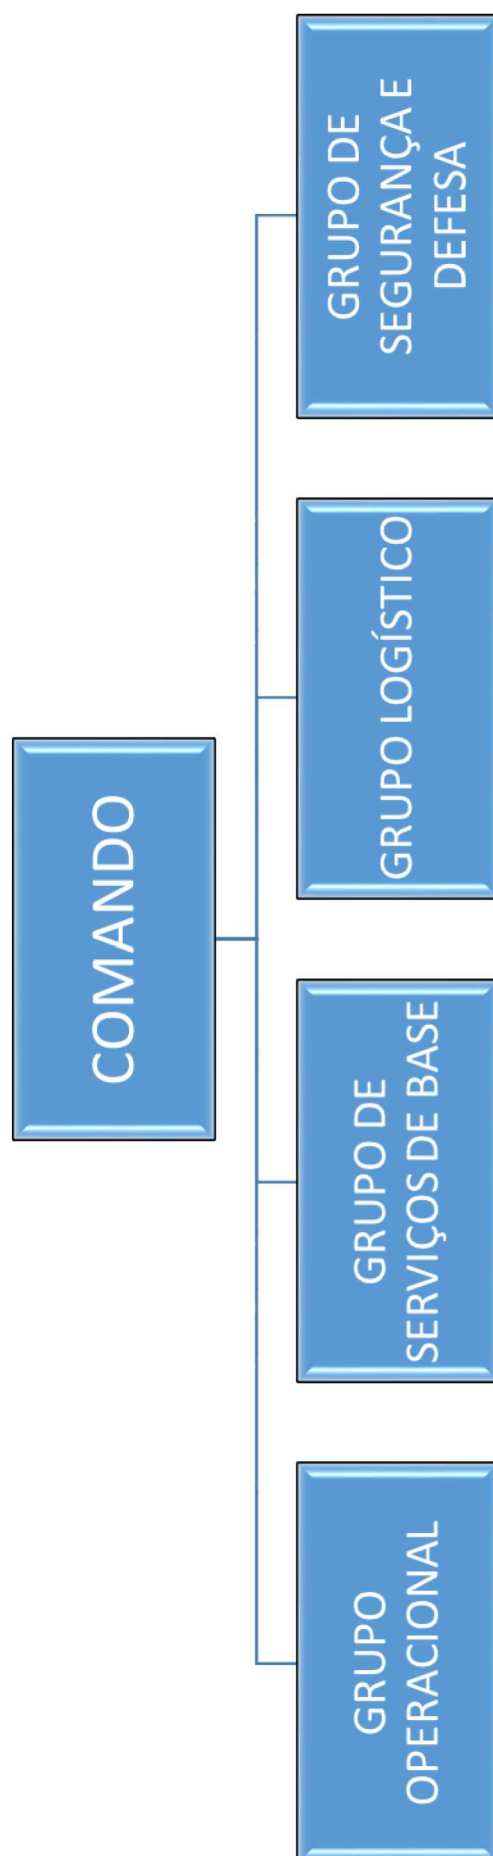 COMANDO
GRUPO
OPERACIONAL
GRUPO DE
SERVIÇOS DE BASE
GRUPO LOGÍSTICO
GRUPO DE
SEGURANÇA E
DEFESA